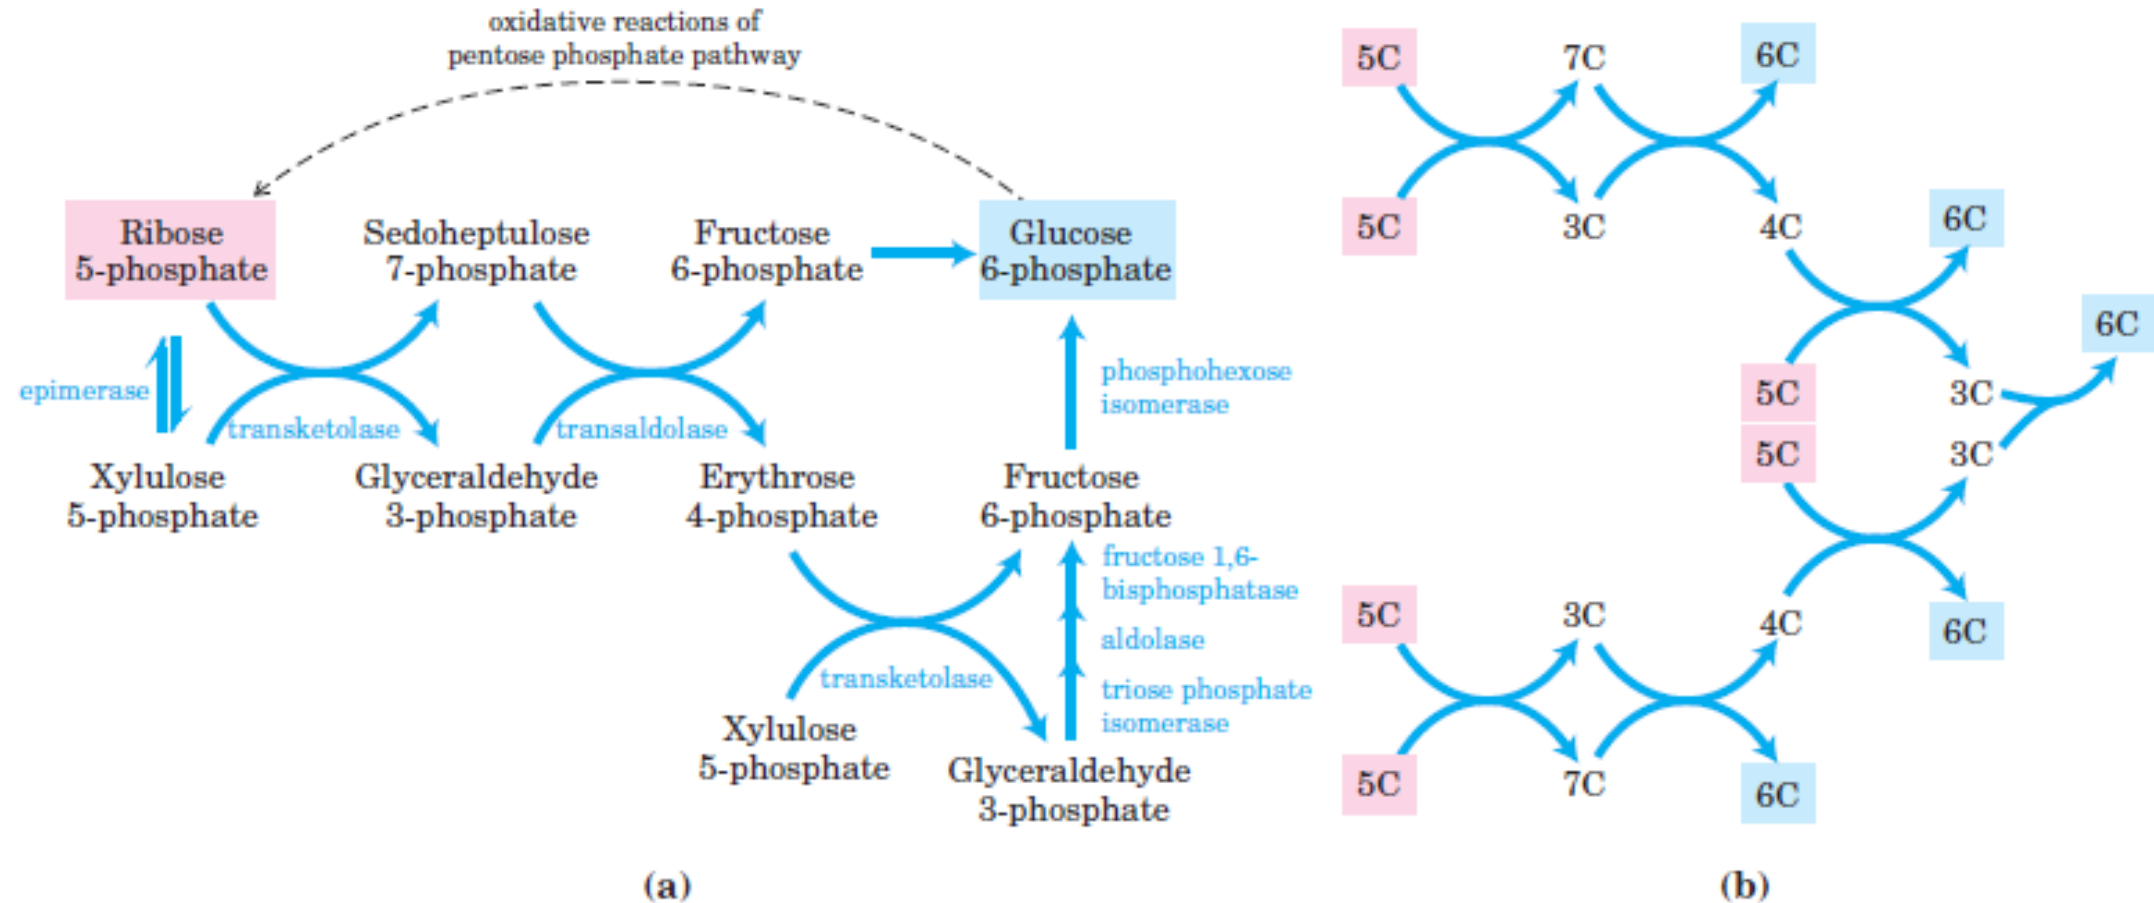 oxidative reactions of
pentose phosphate pathway
Ribose
5-phosphate
Sedoheptulose
7-phosphate
Fructose
6-phosphate
Glucose
6-phosphate
epimerase
transketolase
transaldolase
phosphohexose
isomerase
Xylulose
5-phosphate
Glyceraldehyde
3-phosphate
Erythrose
4-phosphate
Fructose
6-phosphate
fructose 1,6-
bisphosphatase
aldolase
transketolase
triose phosphate
isomerase
Xylulose
5-phosphate
Glyceraldehyde
3-phosphate
(a)
5C
7C
6C
5C
3C
4C
6C
6C
5C
3C
5C
3C
5C
3C
4C
6C
5C
7C
6C
(b)